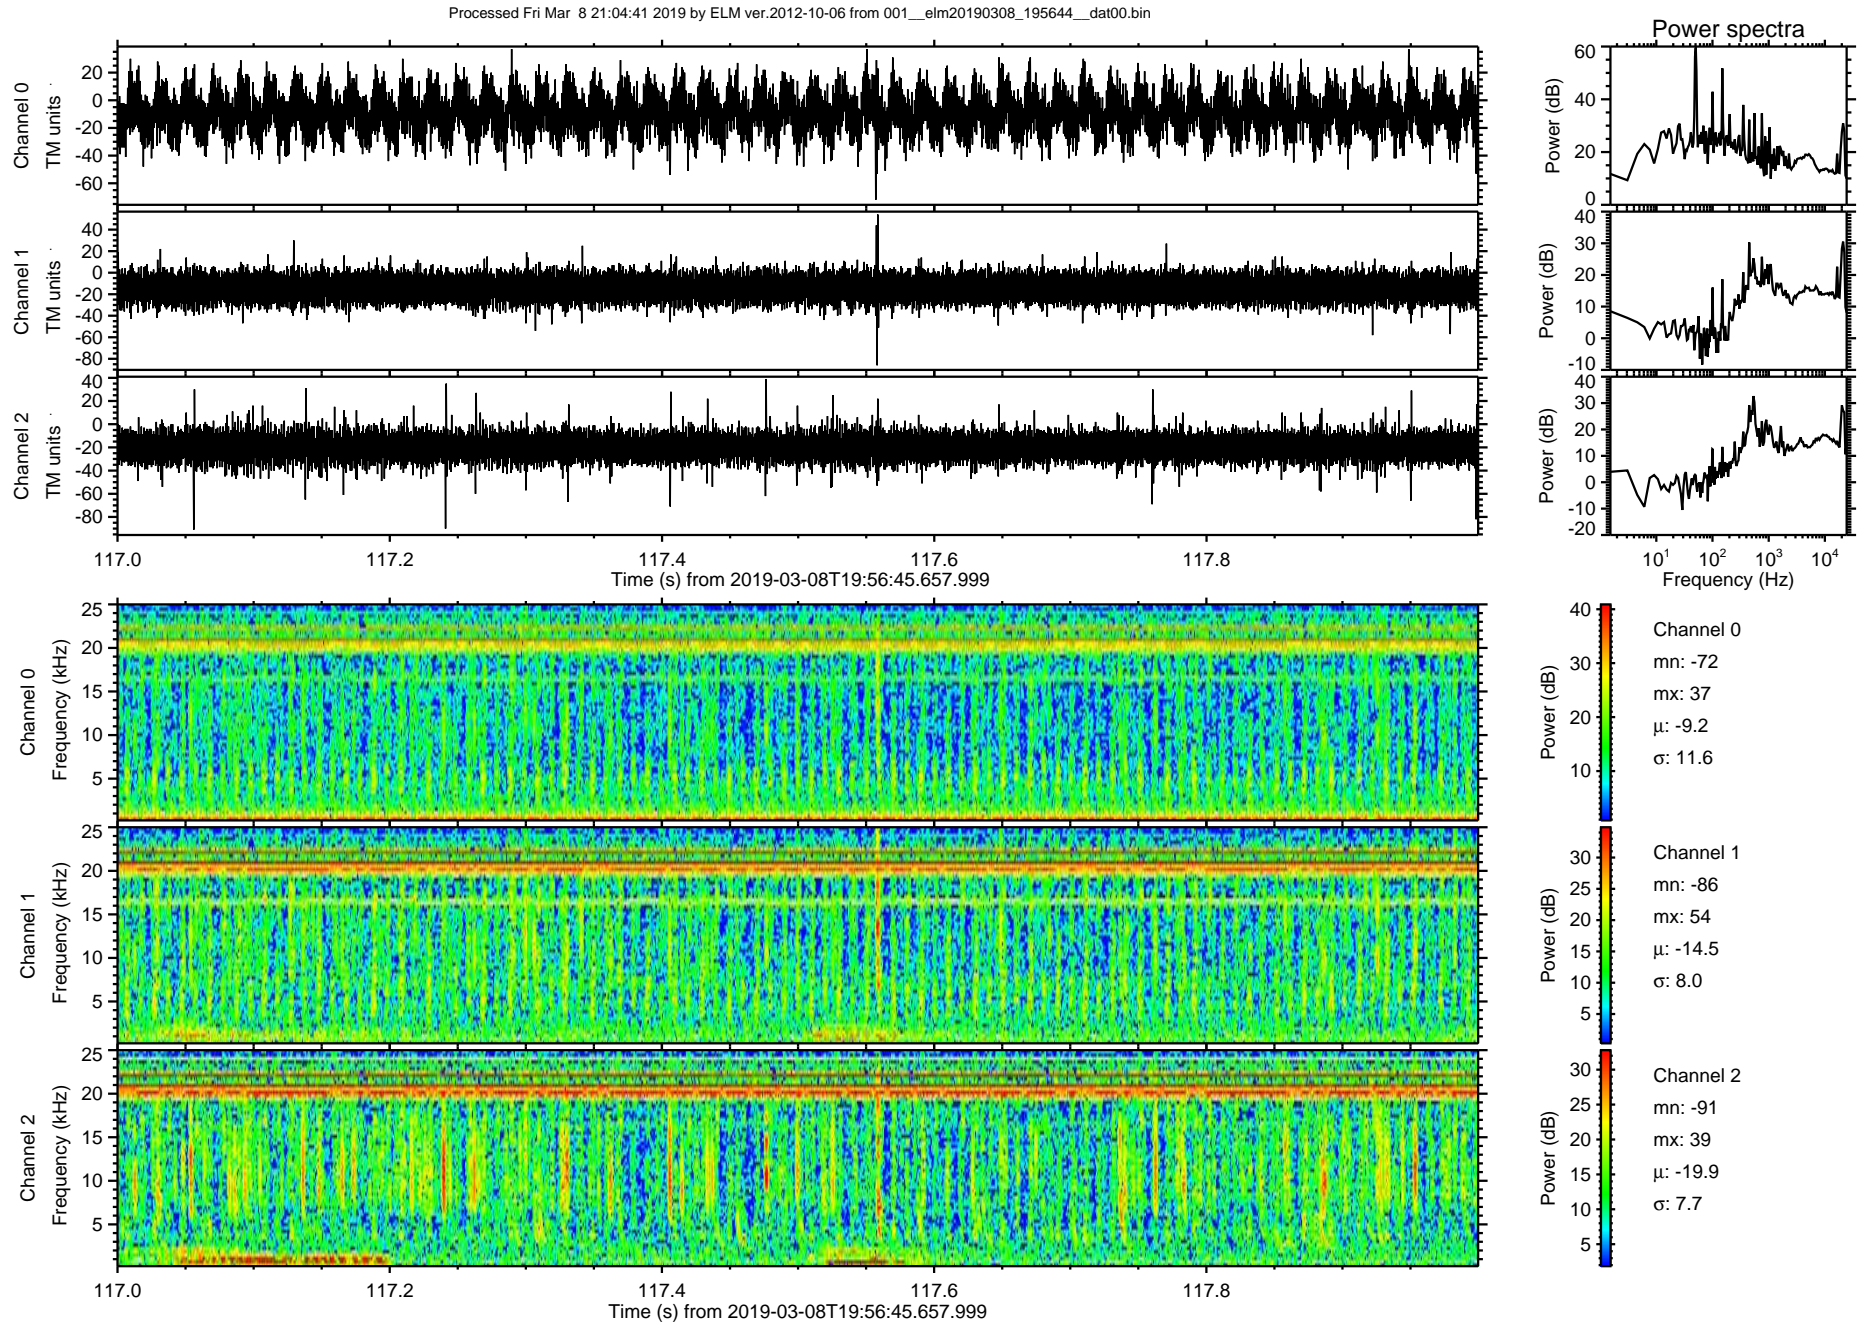 Processed Fri Mar  8 21:04:41 2019 by ELM ver.2012-10-06 from 001__elm20190308_195644__dat00.bin
Power spectra
Channel 0
TM units
20
0
-20
-40
-60
Channel 1
TM units
40
20
0
-20
-40
-60
-80
Channel 2
TM units
40
20
0
-20
-40
-60
-80
117.0 117.2 117.4 117.6 117.8
Time (s) from 2019-03-08T19:56:45.657.999
Power (dB)
60
40
20
0
Power (dB)
40
30
20
10
0
-10
Power (dB)
40
30
20
10
0
-10
-20
10¹ 10² 10³ 10⁴
Frequency (Hz)
Channel 0
Frequency (kHz)
25
20
15
10
5
Channel 1
Frequency (kHz)
25
20
15
10
5
Channel 2
Frequency (kHz)
25
20
15
10
5
117.0 117.2 117.4 117.6 117.8
Time (s) from 2019-03-08T19:56:45.657.999
Power (dB)
40
30
20
10
Channel 0
mn: -72
mx: 37
μ: -9.2
σ: 11.6
Power (dB)
30
25
20
15
10
5
Channel 1
mn: -86
mx: 54
μ: -14.5
σ: 8.0
Power (dB)
30
25
20
15
10
5
Channel 2
mn: -91
mx: 39
μ: -19.9
σ: 7.7